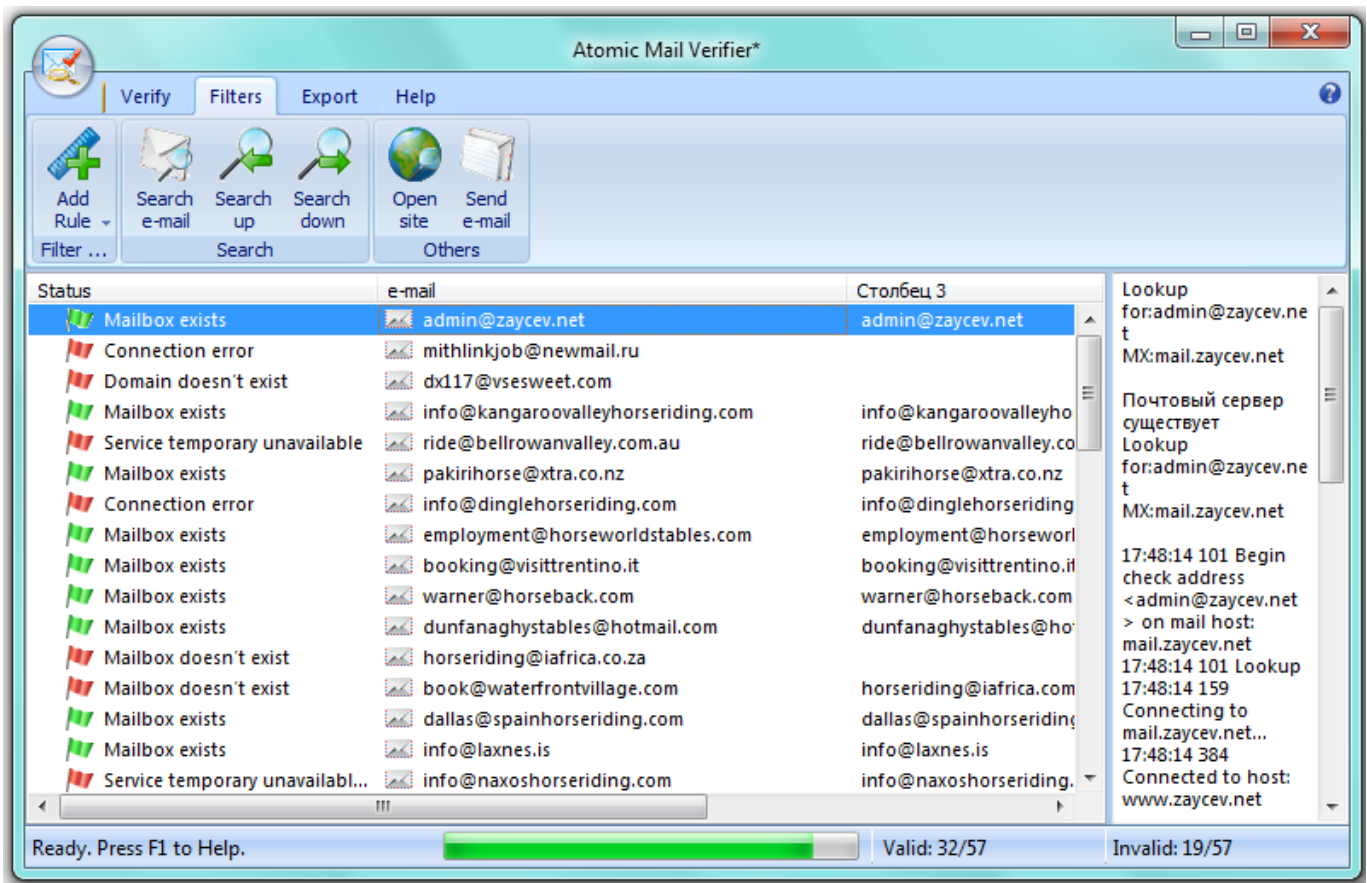 Atomic Mail Verifier*
Verify Filters Export Help
Add Rule
Search e-mail
Search up
Search down
Open site
Send e-mail
Filter ... Search Others
Status e-mail Столбец 3
Mailbox exists admin@zaycev.net admin@zaycev.net
Connection error mithlinkjob@newmail.ru
Domain doesn't exist dx117@vsesweet.com
Mailbox exists info@kangaroovalleyhorseriding.com info@kangaroovalleyho
Service temporary unavailable ride@bellrowanvalley.com.au ride@bellrowanvalley.co
Mailbox exists pakirihorse@xtra.co.nz pakirihorse@xtra.co.nz
Connection error info@dinglehorseriding.com info@dinglehorseriding
Mailbox exists employment@horseworldstables.com employment@horseworl
Mailbox exists booking@visittrentino.it booking@visittrentino.it
Mailbox exists warner@horseback.com warner@horseback.com
Mailbox exists dunfanaghystables@hotmail.com dunfanaghystables@ho
Mailbox doesn't exist horseriding@iafrica.co.za
Mailbox doesn't exist book@waterfrontvillage.com horseriding@iafrica.com
Mailbox exists dallas@spainhorseriding.com dallas@spainhorseriding
Mailbox exists info@laxnes.is info@laxnes.is
Service temporary unavailabl... info@naxoshorseriding.com info@naxoshorseriding.
Lookup
for:admin@zaycev.ne
t
MX:mail.zaycev.net
Почтовый сервер
существует
Lookup
for:admin@zaycev.ne
t
MX:mail.zaycev.net
17:48:14 101 Begin
check address
<admin@zaycev.net
> on mail host:
mail.zaycev.net
17:48:14 101 Lookup
17:48:14 159
Connecting to
mail.zaycev.net...
17:48:14 384
Connected to host:
www.zaycev.net
Ready. Press F1 to Help. Valid: 32/57 Invalid: 19/57